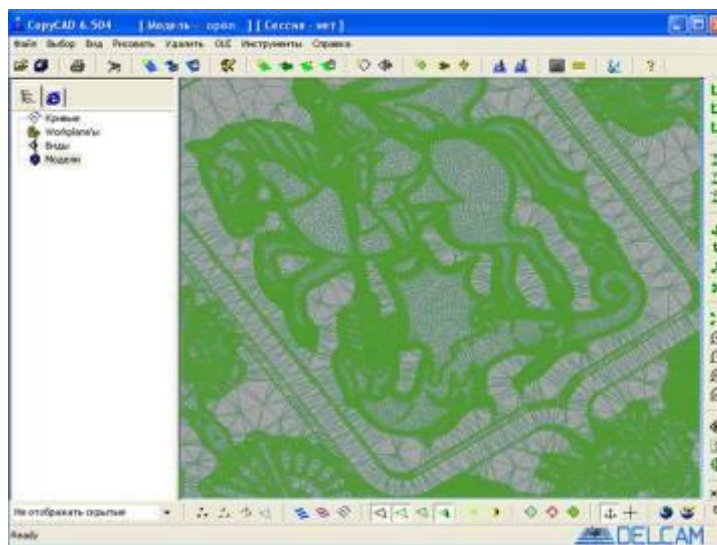 CopyCAD 6.504 [ Модель - орёл ] [ Сессия - нет ]
Файл Выбор Вид Рисовать Удалить OLE Инструменты Справка
Кривые
Workplane'ы
Виды
Модели
Не отображать скрытые
Ready
DELCAM